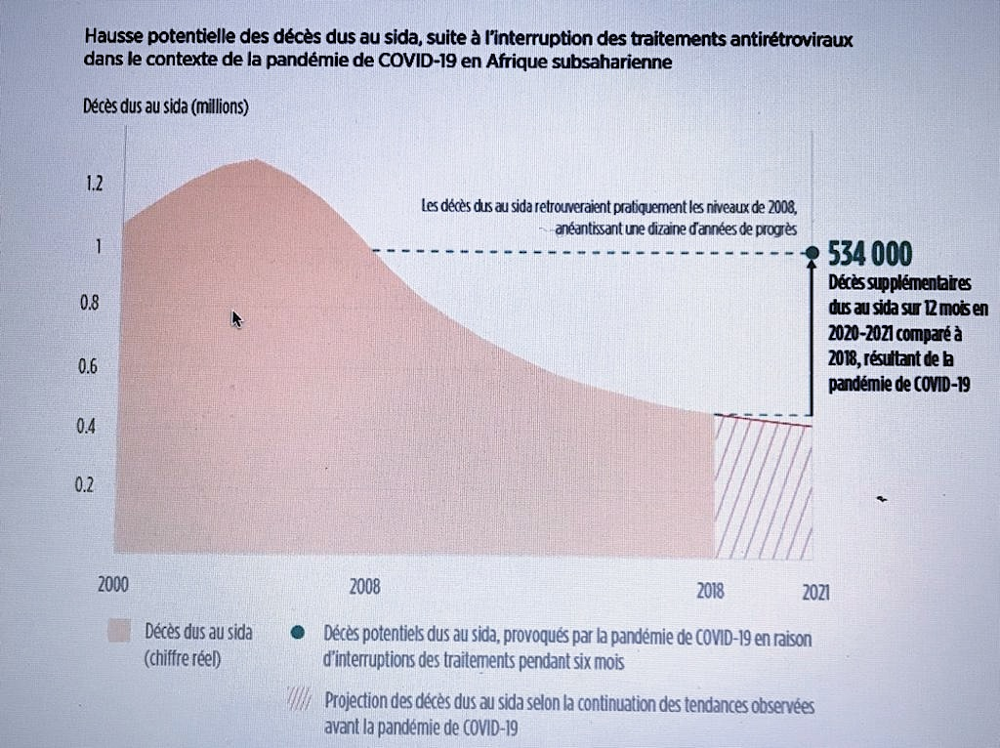 Hausse potentielle des décès dus au sida, suite à l'interruption des traitements antirétroviraux
dans le contexte de la pandémie de COVID-19 en Afrique subsaharienne
Décès dus au sida (millions)
1.2
1
0.8
0.6
0.4
0.2
Les décès dus au sida retrouveraient pratiquement les niveaux de 2008,
anéantissant une dizaine d'années de progrès
534 000
Décès supplémentaires
dus au sida sur 12 mois en
2020-2021 comparé à
2018, résultant de la
pandémie de COVID-19
2000
2008
2018
2021
Décès dus au sida
(chiffre réel)
Décès potentiels dus au sida, provoqués par la pandémie de COVID-19 en raison
d'interruptions des traitements pendant six mois
Projection des décès dus au sida selon la continuation des tendances observées
avant la pandémie de COVID-19